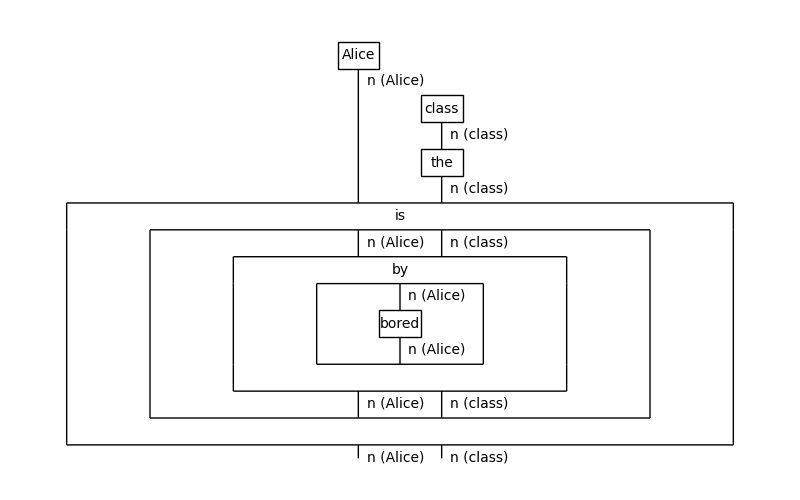 Alice
n (Alice)
class
n (class)
the
n (class)
is
n (Alice) n (class)
by
n (Alice)
bored
n (Alice)
n (Alice) n (class)
n (Alice) n (class)